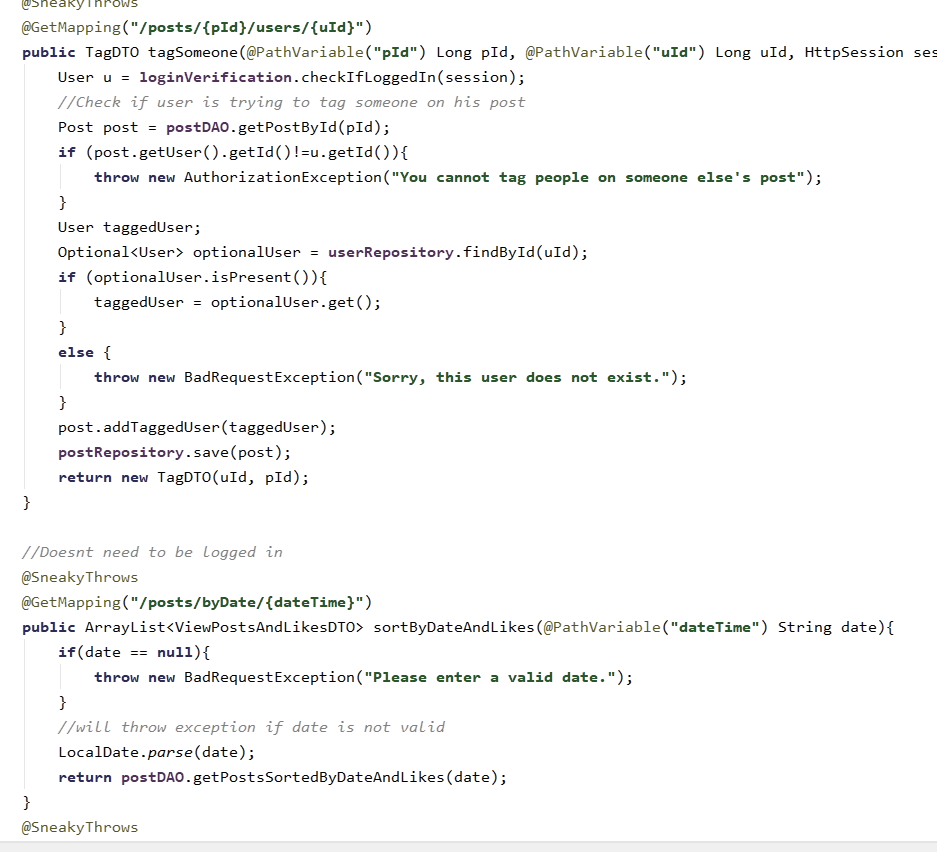 @SneakyThrows
@GetMapping("/posts/{pId}/users/{uId}")
public TagDTO tagSomeone(@PathVariable("pId") Long pId, @PathVariable("uId") Long uId, HttpSession ses
User u = loginVerification.checkIfLoggedIn(session);
//Check if user is trying to tag someone on his post
Post post = postDAO.getPostById(pId);
if (post.getUser().getId()!=u.getId()){
throw new AuthorizationException("You cannot tag people on someone else's post");
}
User taggedUser;
Optional<User> optionalUser = userRepository.findById(uId);
if (optionalUser.isPresent()){
taggedUser = optionalUser.get();
}
else {
throw new BadRequestException("Sorry, this user does not exist.");
}
post.addTaggedUser(taggedUser);
postRepository.save(post);
return new TagDTO(uId, pId);
}
//Doesnt need to be logged in
@SneakyThrows
@GetMapping("/posts/byDate/{dateTime}")
public ArrayList<ViewPostsAndLikesDTO> sortByDateAndLikes(@PathVariable("dateTime") String date){
if(date == null){
throw new BadRequestException("Please enter a valid date.");
}
//will throw exception if date is not valid
LocalDate.parse(date);
return postDAO.getPostsSortedByDateAndLikes(date);
}
@SneakyThrows